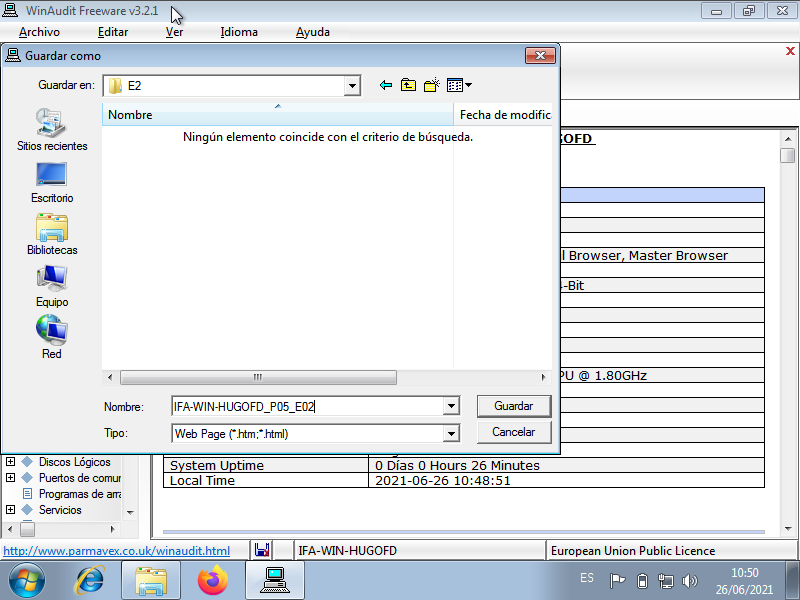 WinAudit Freeware v3.2.1
Archivo Editar Ver Idioma Ayuda
Guardar como
Guardar en: E2
Nombre Fecha de modific
Ningún elemento coincide con el criterio de búsqueda.
Sitios recientes
Escritorio
Bibliotecas
Equipo
Red
Nombre: IFA-WIN-HUGOFD_P05_E02 Guardar
Tipo: Web Page (*.htm;*.html) Cancelar
GOFD
l Browser, Master Browser
-Bit
PU @ 1.80GHz
Discos Lógicos
Puertos de comur
Programas de arra
Servicios
System Uptime 0 Días 0 Hours 26 Minutes
Local Time 2021-06-26 10:48:51
http://www.parmavex.co.uk/winaudit.html IFA-WIN-HUGOFD European Union Public Licence
ES 10:50
26/06/2021